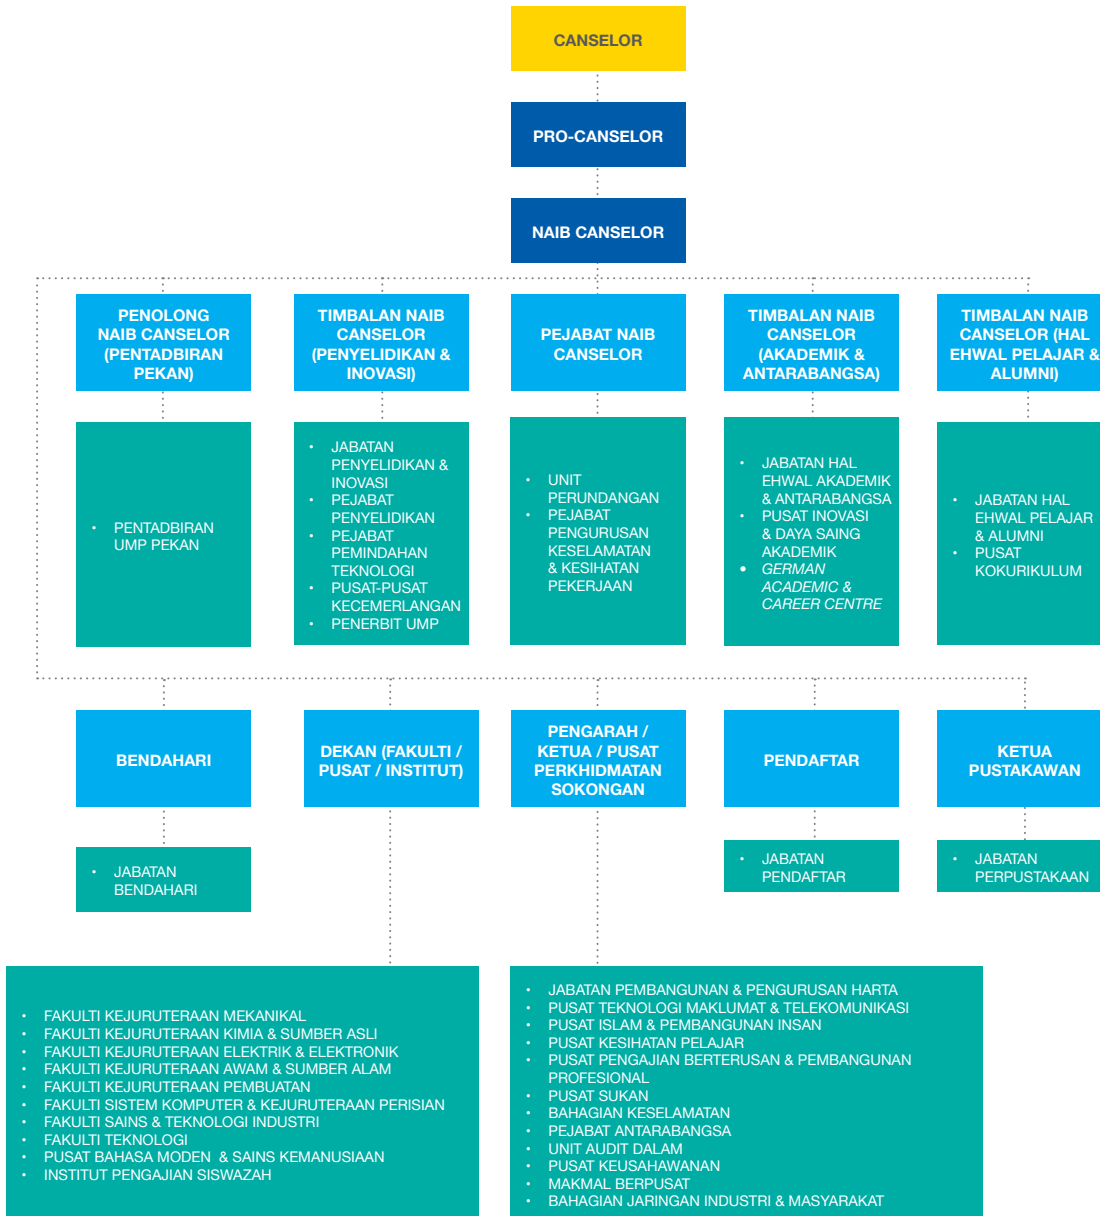 CANSELOR
PRO-CANSELOR
NAIB CANSELOR
PENOLONG
NAIB CANSELOR
(PENTADBIRAN
PEKAN)
TIMBALAN NAIB
CANSELOR
(PENYELIDIKAN &
INOVASI)
PEJABAT NAIB
CANSELOR
TIMBALAN NAIB
CANSELOR
(AKADEMIK &
ANTARABANGSA)
TIMBALAN NAIB
CANSELOR (HAL
EHWAL PELAJAR &
ALUMNI)
• PENTADBIRAN
UMP PEKAN
• JABATAN
PENYELIDIKAN &
INOVASI
• PEJABAT
PENYELIDIKAN
• PEJABAT
PEMINDAHAN
TEKNOLOGI
• PUSAT-PUSAT
KECEMERLANGAN
• PENERBIT UMP
• UNIT
PERUNDANGAN
• PEJABAT
PENGURUSAN
KESELAMATAN
& KESIHATAN
PEKERJAAN
• JABATAN HAL
EHWAL AKADEMIK
& ANTARABANGSA
• PUSAT INOVASI
& DAYA SAING
AKADEMIK
• GERMAN
ACADEMIC &
CAREER CENTRE
• JABATAN HAL
EHWAL PELAJAR
& ALUMNI
• PUSAT
KOKURIKULUM
BENDAHARI
DEKAN (FAKULTI /
PUSAT / INSTITUT)
PENGARAH /
KETUA / PUSAT
PERKHIDMATAN
SOKONGAN
PENDAFTAR
KETUA
PUSTAKAWAN
• JABATAN
BENDAHARI
• JABATAN
PENDAFTAR
• JABATAN
PERPUSTAKAAN
• FAKULTI KEJURUTERAAN MEKANIKAL
• FAKULTI KEJURUTERAAN KIMIA & SUMBER ASLI
• FAKULTI KEJURUTERAAN ELEKTRIK & ELEKTRONIK
• FAKULTI KEJURUTERAAN AWAM & SUMBER ALAM
• FAKULTI KEJURUTERAAN PEMBUATAN
• FAKULTI SISTEM KOMPUTER & KEJURUTERAAN PERISIAN
• FAKULTI SAINS & TEKNOLOGI INDUSTRI
• FAKULTI TEKNOLOGI
• PUSAT BAHASA MODEN & SAINS KEMANUSIAAN
• INSTITUT PENGAJIAN SISWAZAH
• JABATAN PEMBANGUNAN & PENGURUSAN HARTA
• PUSAT TEKNOLOGI MAKLUMAT & TELEKOMUNIKASI
• PUSAT ISLAM & PEMBANGUNAN INSAN
• PUSAT KESIHATAN PELAJAR
• PUSAT PENGAJIAN BERTERUSAN & PEMBANGUNAN
PROFESIONAL
• PUSAT SUKAN
• BAHAGIAN KESELAMATAN
• PEJABAT ANTARABANGSA
• UNIT AUDIT DALAM
• PUSAT KEUSAHAWANAN
• MAKMAL BERPUSAT
• BAHAGIAN JARINGAN INDUSTRI & MASYARAKAT